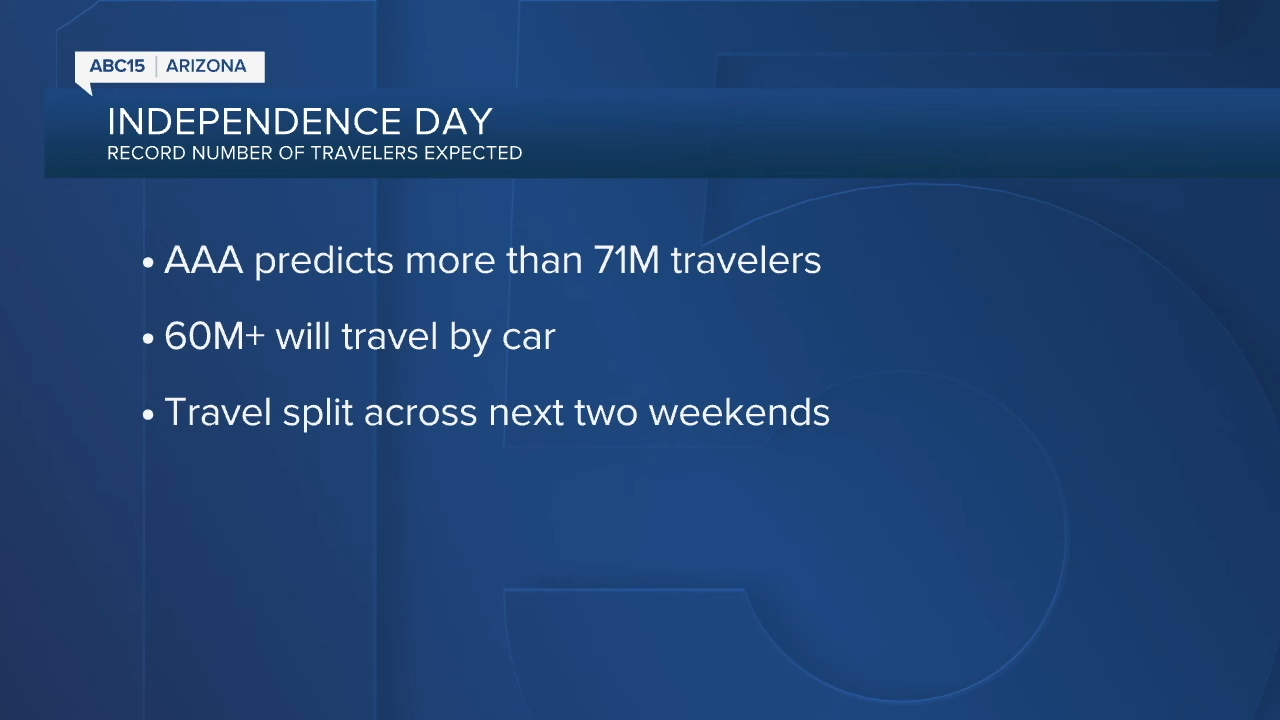 ABC15 | ARIZONA
INDEPENDENCE DAY
RECORD NUMBER OF TRAVELERS EXPECTED
• AAA predicts more than 71M travelers
• 60M+ will travel by car
• Travel split across next two weekends